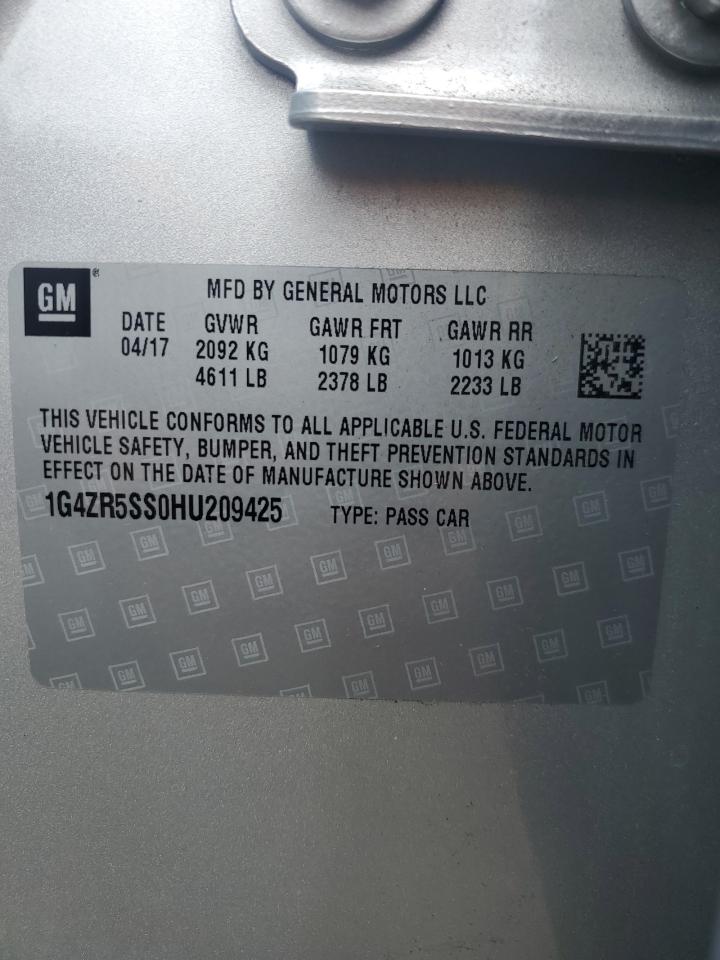 GM®
MFD BY GENERAL MOTORS LLC
DATE GVWR GAWR FRT GAWR RR
04/17 2092 KG 1079 KG 1013 KG
4611 LB 2378 LB 2233 LB
THIS VEHICLE CONFORMS TO ALL APPLICABLE U.S. FEDERAL MOTOR
VEHICLE SAFETY, BUMPER, AND THEFT PREVENTION STANDARDS IN
EFFECT ON THE DATE OF MANUFACTURE SHOWN ABOVE.
1G4ZR5SS0HU209425 TYPE: PASS CAR